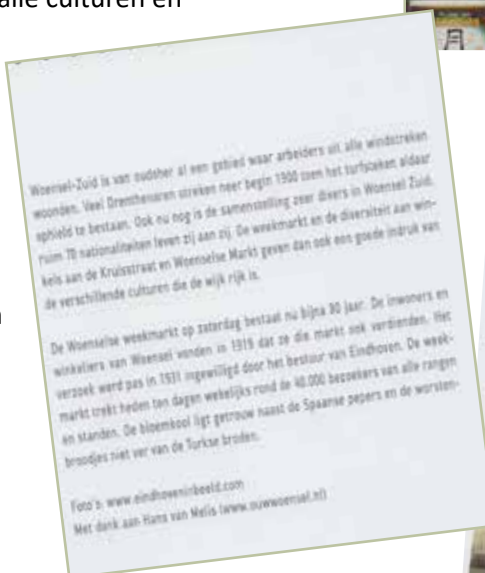 alle culturen en
Woensel-Zuid is van oudsher al een gebied waar arbeiders uit alle windstreken
woonden. Veel Drenthenaren streken neer begin 1900 toen het turfsteken aldaar
ophield te bestaan. Ook nu nog is de samenstelling zeer divers in Woensel Zuid.
ruim 70 nationaliteiten leven zij aan zij. De weekmarkt en de diversiteit aan win-
kels aan de Kruisstraat en Woenselse Markt geven dan ook een goede indruk van
de verschillende culturen die de wijk rijk is.
De Woenselse weekmarkt op zaterdag bestaat nu bijna 80 jaar. De inwoners en
winkeliers van Woensel vonden in 1919 dat ze die markt ook verdienden. Het
verzoek werd pas in 1931 ingewilligd door het bestuur van Eindhoven. De week-
markt trekt heden ten dagen wekelijks rond de 40.000 bezoekers van alle rangen
en standen. De bloemkool ligt getrouw naast de Spaanse pepers en de worsten-
broodjes niet ver van de Turkse broden.
Foto's: www.eindhoveninbeeld.com
Met dank aan Hans van Melis (www.ouwwoensel.nl)